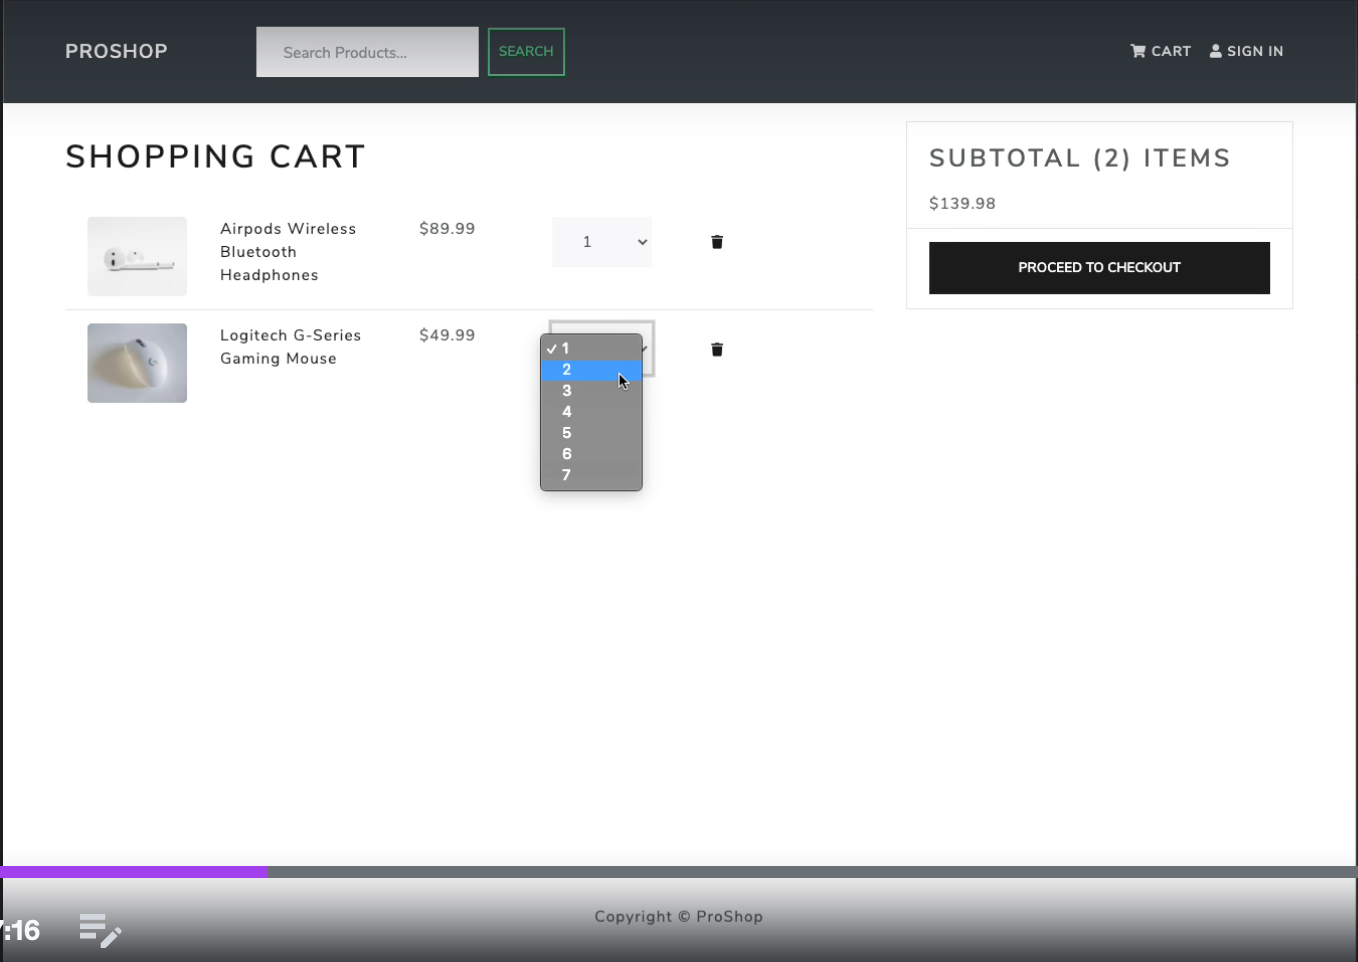 PROSHOP
Search Products...
SEARCH
CART
SIGN IN
SHOPPING CART
Airpods Wireless
Bluetooth
Headphones
$89.99
1
Logitech G-Series
Gaming Mouse
$49.99
✓ 1
2
3
4
5
6
7
SUBTOTAL (2) ITEMS
$139.98
PROCEED TO CHECKOUT
Copyright © ProShop
:16